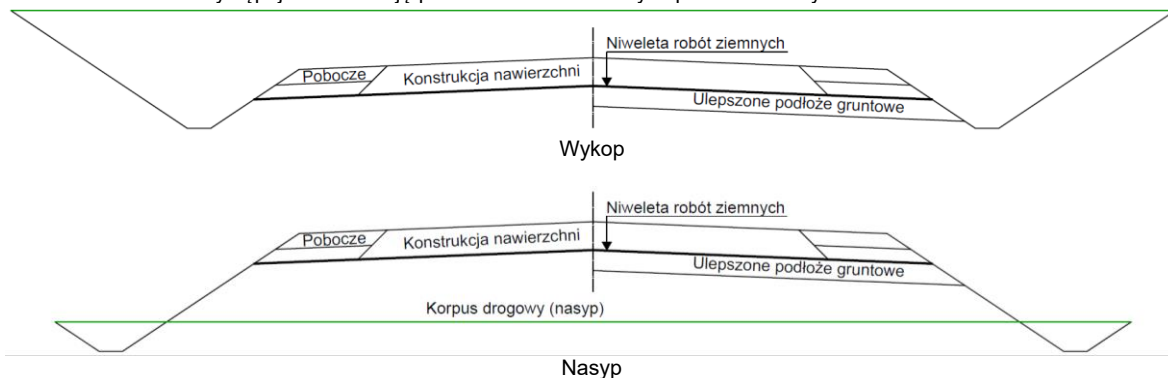 Niweleta robót ziemnych
Pobocze
Konstrukcja nawierzchni
Ulepszone podłoże gruntowe
Wykop
Niweleta robót ziemnych
Pobocze
Konstrukcja nawierzchni
Ulepszone podłoże gruntowe
Korpus drogowy (nasyp)
Nasyp